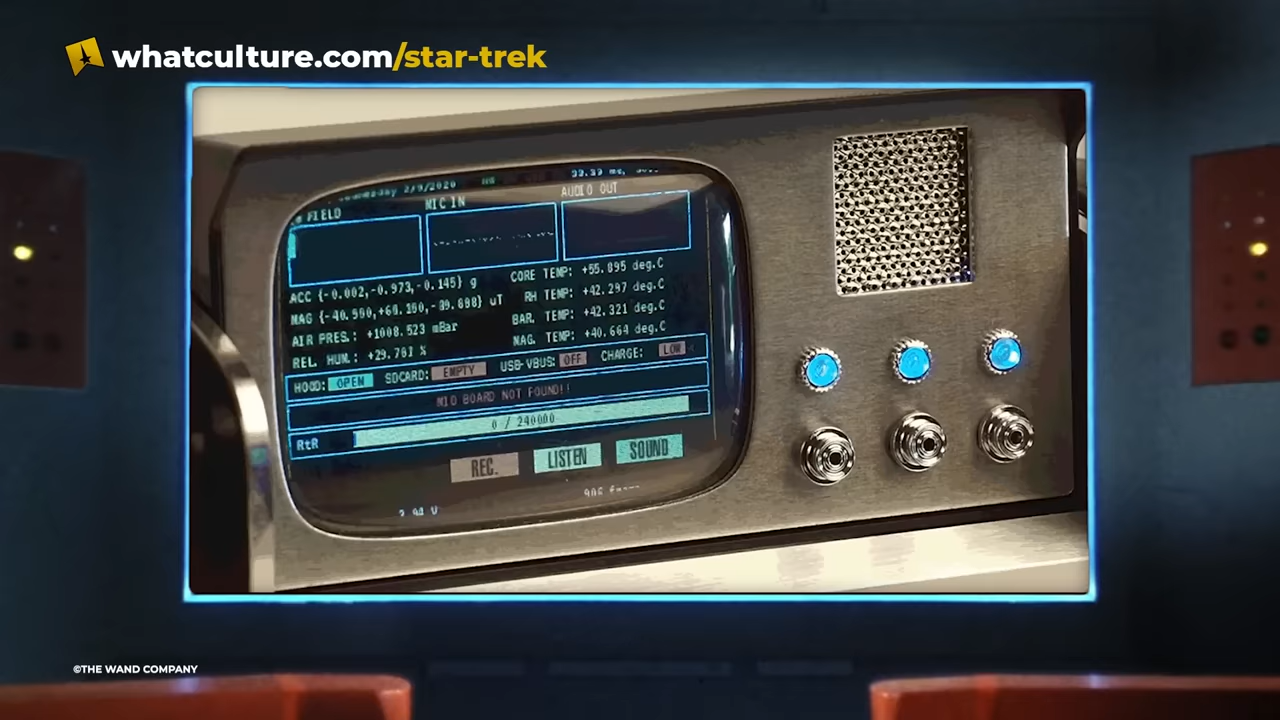 whatculture.com/star-trek
2/9/2020
FIELD MIC IN AUDIO OUT
ACC {-0.002,-0.973,-0.145} g CORE TEMP: +55.895 deg.C
RH TEMP: +42.297 deg.C
AIR PRES.: +1008.523 mBar BAR. TEMP: +42.321 deg.C
REL. HUM.: +29.761 % MAG. TEMP: +40.664 deg.C
HOOD: OPEN SDCARD: EMPTY USB-VBUS: OFF CHARGE: LOW
BOARD NOT FOUND!!
0 / 240000
RtR
REC. LISTEN SOUND
©THE WAND COMPANY